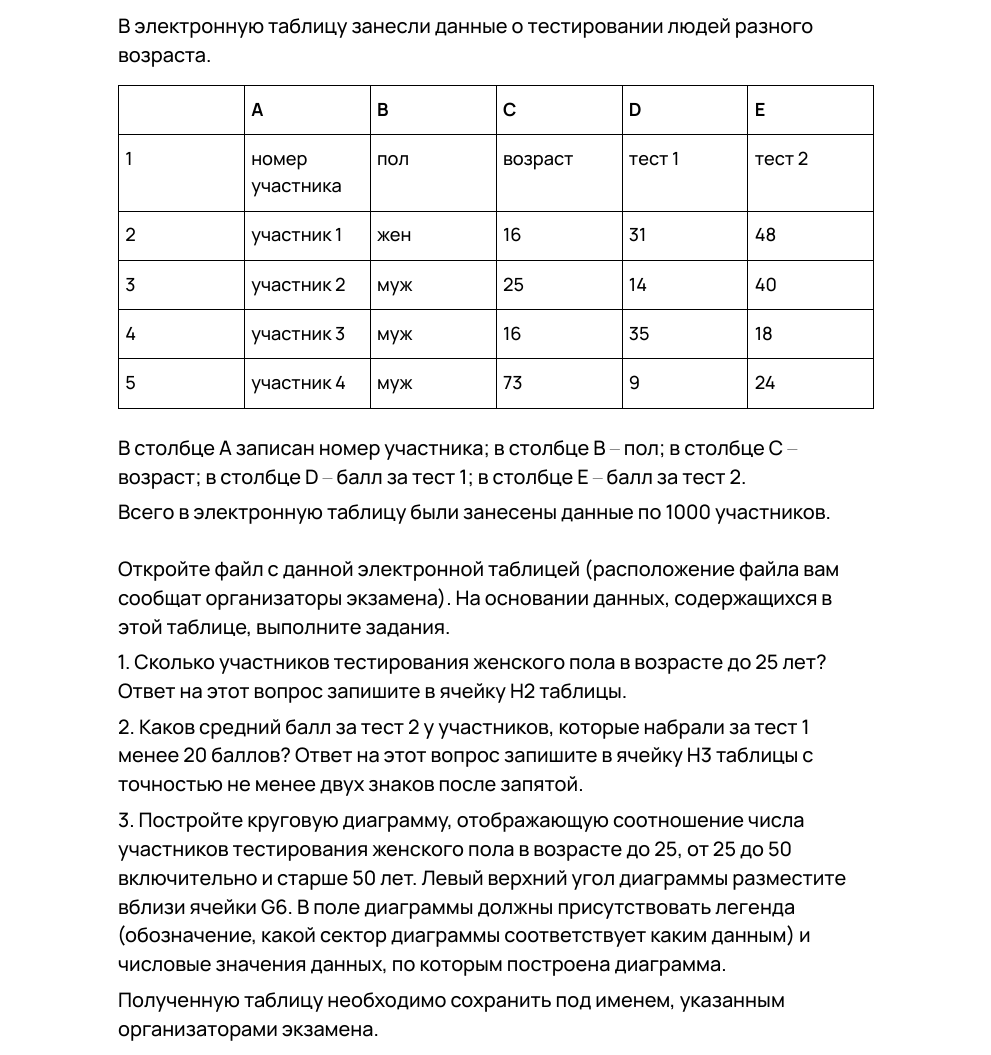 В электронную таблицу занесли данные о тестировании людей разного
возраста.
A B C D E
1 номер участника пол возраст тест 1 тест 2
2 участник 1 жен 16 31 48
3 участник 2 муж 25 14 40
4 участник 3 муж 16 35 18
5 участник 4 муж 73 9 24
В столбце A записан номер участника; в столбце B – пол; в столбце C –
возраст; в столбце D – балл за тест 1; в столбце E – балл за тест 2.
Всего в электронную таблицу были занесены данные по 1000 участников.
Откройте файл с данной электронной таблицей (расположение файла вам
сообщат организаторы экзамена). На основании данных, содержащихся в
этой таблице, выполните задания.
1. Сколько участников тестирования женского пола в возрасте до 25 лет?
Ответ на этот вопрос запишите в ячейку H2 таблицы.
2. Каков средний балл за тест 2 у участников, которые набрали за тест 1
менее 20 баллов? Ответ на этот вопрос запишите в ячейку H3 таблицы с
точностью не менее двух знаков после запятой.
3. Постройте круговую диаграмму, отображающую соотношение числа
участников тестирования женского пола в возрасте до 25, от 25 до 50
включительно и старше 50 лет. Левый верхний угол диаграммы разместите
вблизи ячейки G6. В поле диаграммы должны присутствовать легенда
(обозначение, какой сектор диаграммы соответствует каким данным) и
числовые значения данных, по которым построена диаграмма.
Полученную таблицу необходимо сохранить под именем, указанным
организаторами экзамена.